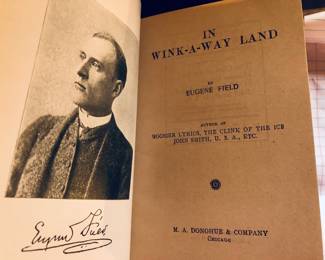 Eugene Field
IN
WINK-A-WAY LAND
BY
EUGENE FIELD
AUTHOR OF
HOOSIER LYRICS, THE CLINK OF THE ICE
JOHN SMITH, U. S. A., ETC.
M. A. DONOHUE & COMPANY
CHICAGO